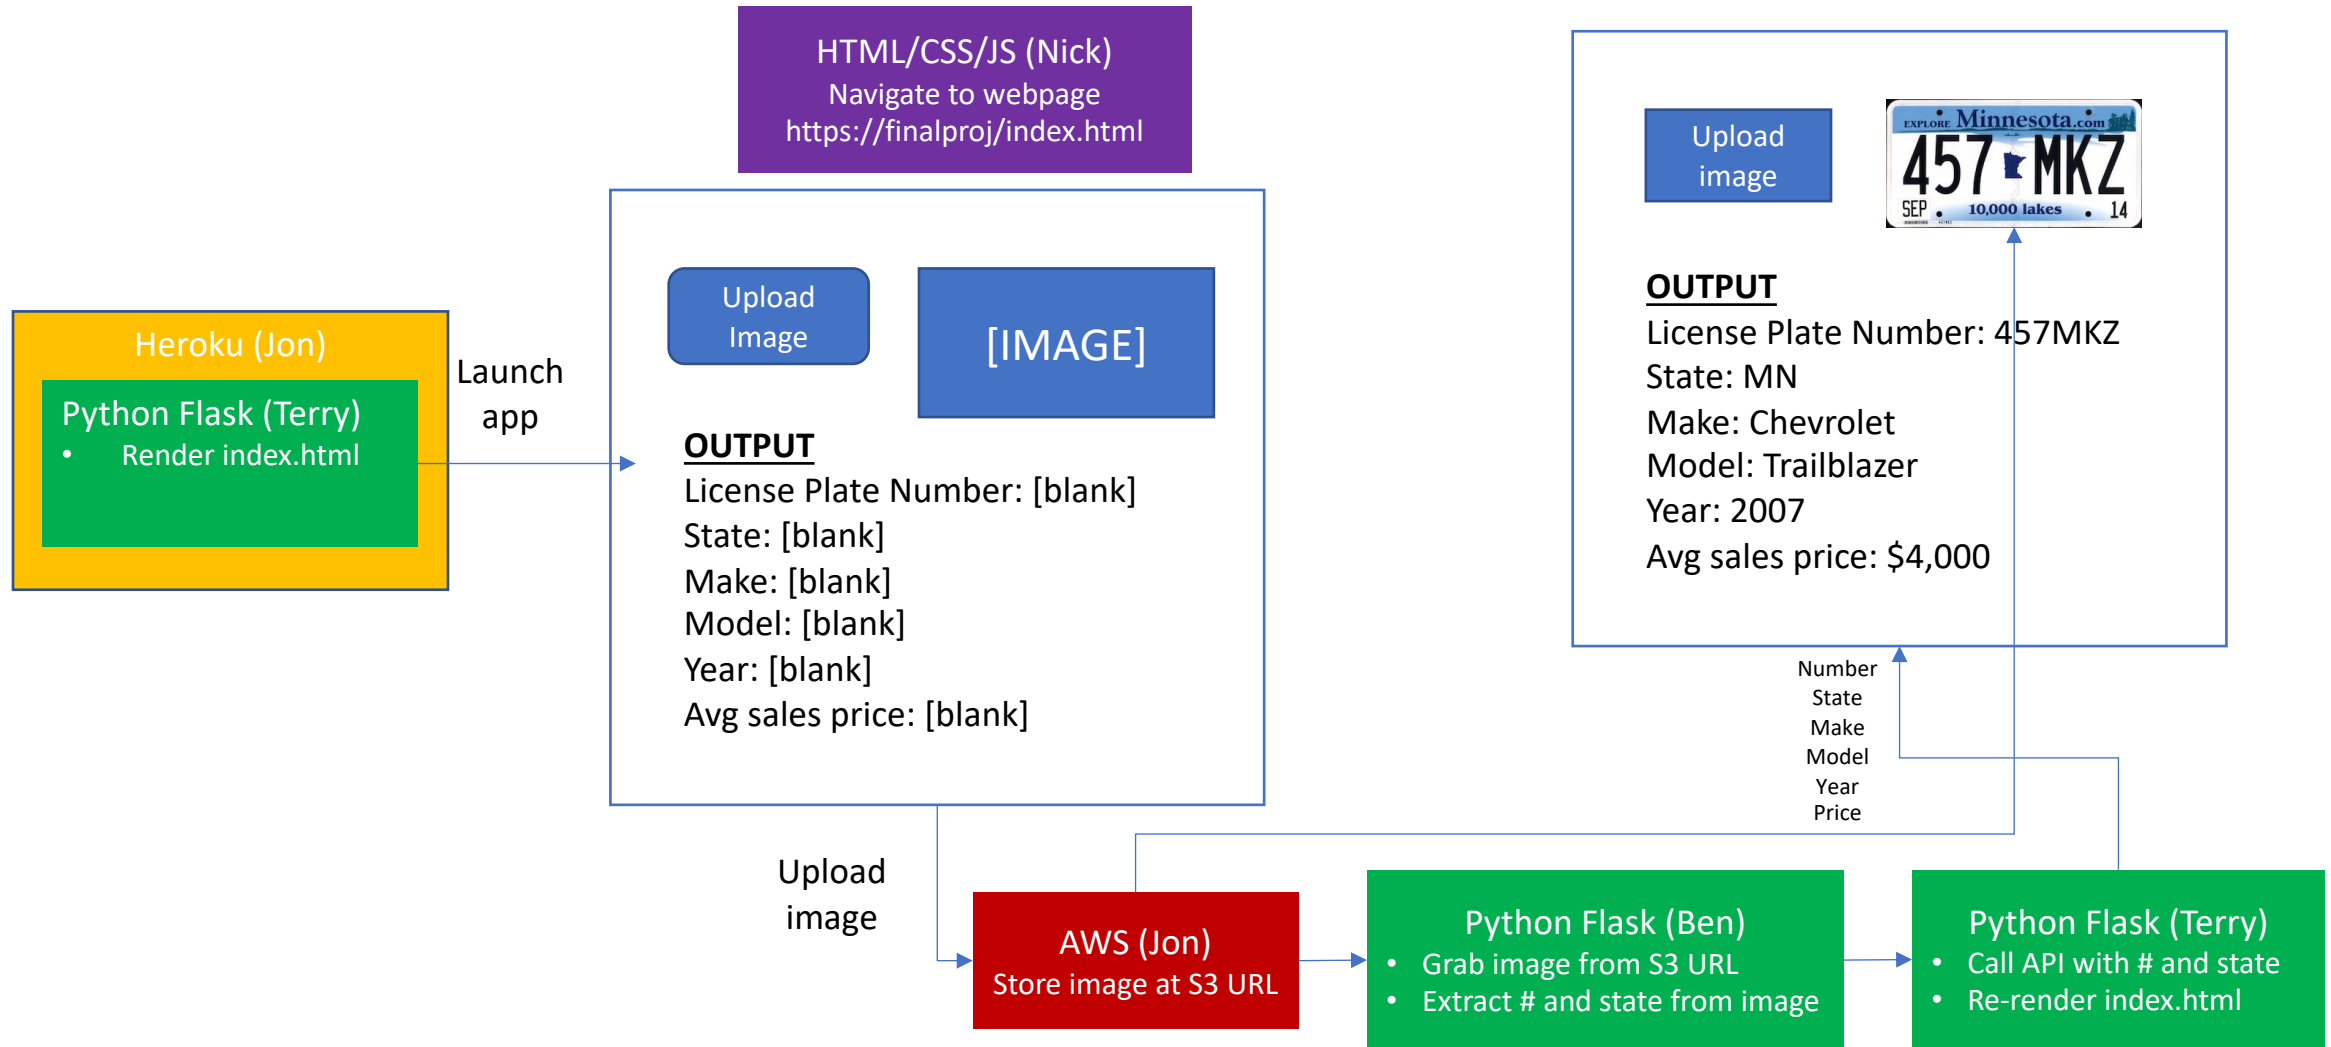 HTML/CSS/JS (Nick)
Navigate to webpage
https://finalproj/index.html
Heroku (Jon)
Python Flask (Terry)
• Render index.html
Launch
app
Upload
Image
[IMAGE]
OUTPUT
License Plate Number: [blank]
State: [blank]
Make: [blank]
Model: [blank]
Year: [blank]
Avg sales price: [blank]
Upload
image
AWS (Jon)
Store image at S3 URL
Python Flask (Ben)
• Grab image from S3 URL
• Extract # and state from image
Python Flask (Terry)
• Call API with # and state
• Re-render index.html
Number
State
Make
Model
Year
Price
Upload
image
EXPLORE Minnesota.com
457 MKZ
SEP 10,000 lakes 14
OUTPUT
License Plate Number: 457MKZ
State: MN
Make: Chevrolet
Model: Trailblazer
Year: 2007
Avg sales price: $4,000